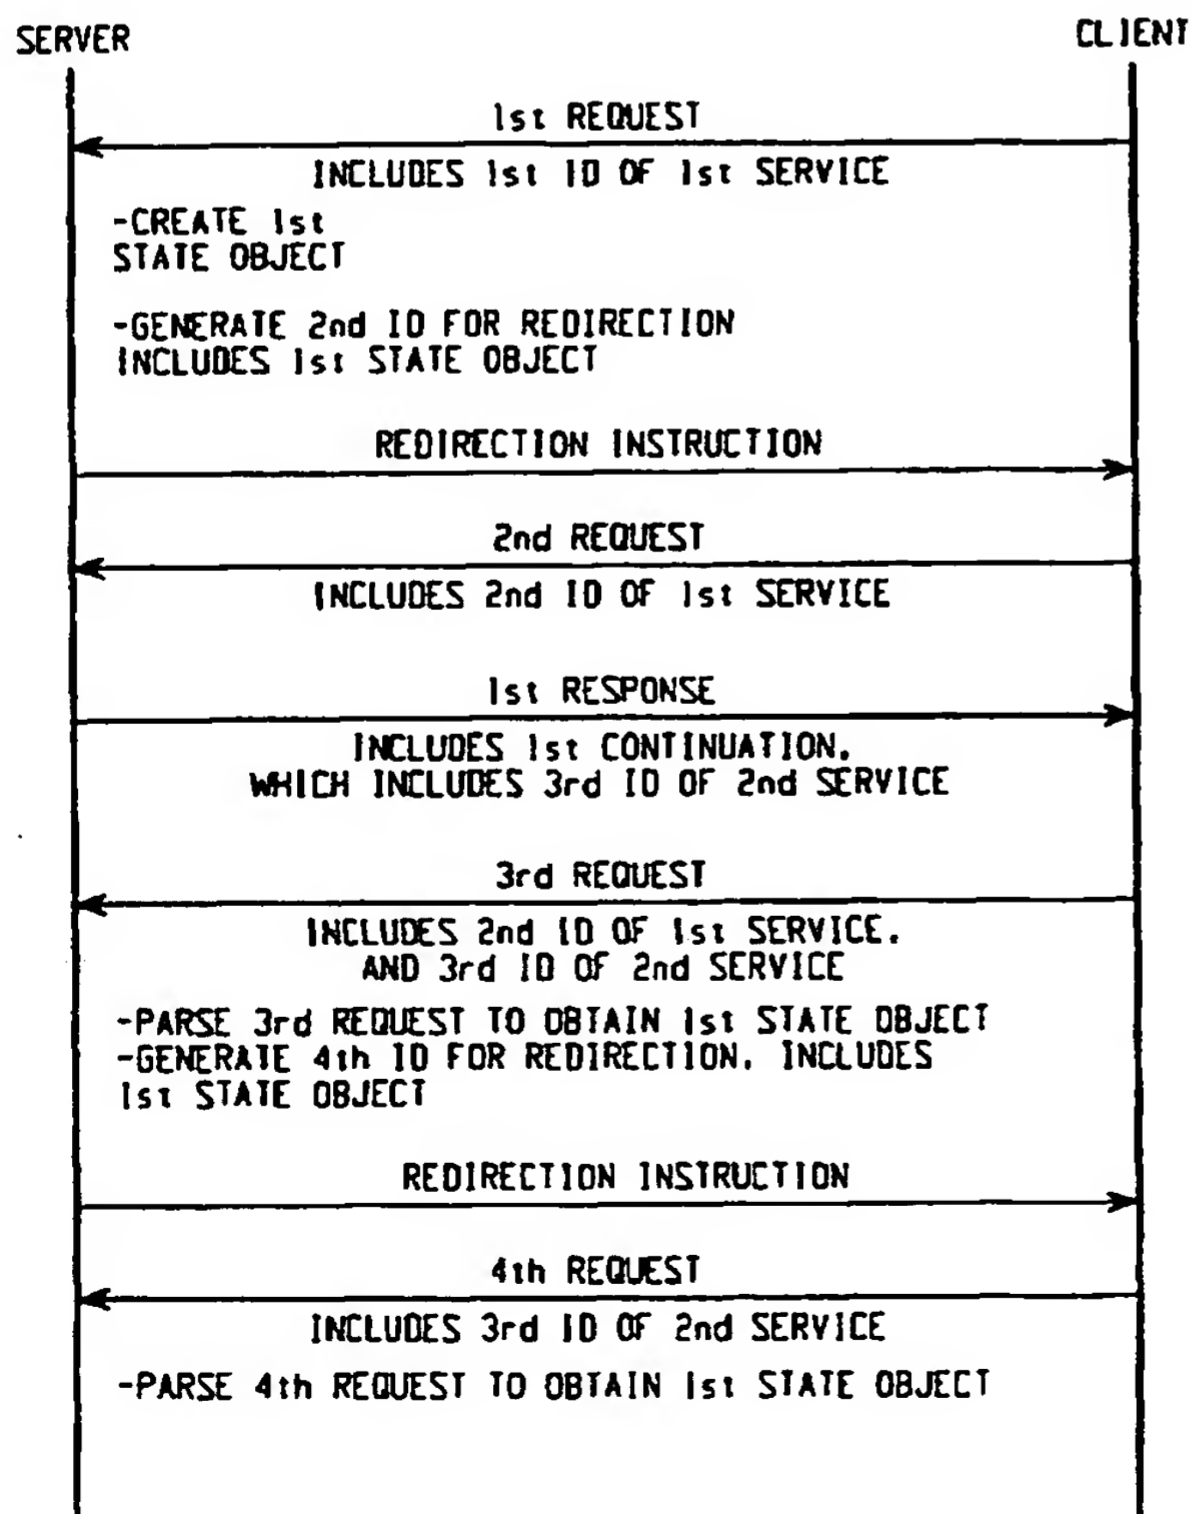 SERVER
CLIENT
1st REQUEST
INCLUDES 1st ID OF 1st SERVICE
-CREATE 1st
STATE OBJECT
-GENERATE 2nd ID FOR REDIRECTION
INCLUDES 1st STATE OBJECT
REDIRECTION INSTRUCTION
2nd REQUEST
INCLUDES 2nd ID OF 1st SERVICE
1st RESPONSE
INCLUDES 1st CONTINUATION.
WHICH INCLUDES 3rd ID OF 2nd SERVICE
3rd REQUEST
INCLUDES 2nd ID OF 1st SERVICE.
AND 3rd ID OF 2nd SERVICE
-PARSE 3rd REQUEST TO OBTAIN 1st STATE OBJECT
-GENERATE 4th ID FOR REDIRECTION. INCLUDES
1st STATE OBJECT
REDIRECTION INSTRUCTION
4th REQUEST
INCLUDES 3rd ID OF 2nd SERVICE
-PARSE 4th REQUEST TO OBTAIN 1st STATE OBJECT